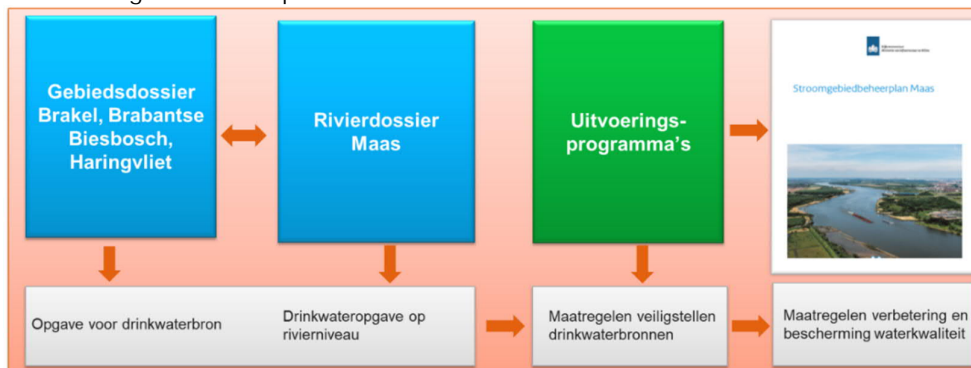 Gebiedsdossier
Brakel, Brabantse
Biesbosch,
Haringvliet
Rivierdossier
Maas
Uitvoerings-
programma's
Stroomgebiedbeheerplan Maas
Opgave voor drinkwaterbron
Drinkwateropgave op
rivierniveau
Maatregelen veiligstellen
drinkwaterbronnen
Maatregelen verbetering en
bescherming waterkwaliteit